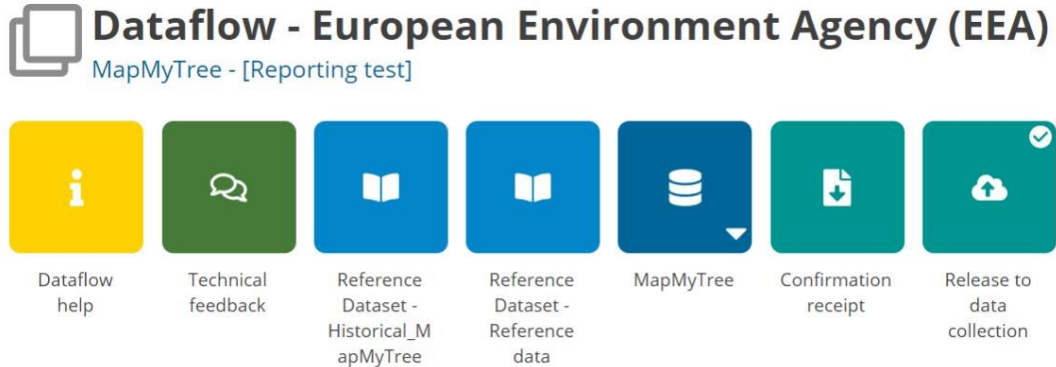 Dataflow - European Environment Agency (EEA)
MapMyTree - [Reporting test]
Dataflow
help
Technical
feedback
Reference
Dataset -
Historical_M
apMyTree
Reference
Dataset -
Reference
data
MapMyTree
Confirmation
receipt
Release to
data
collection